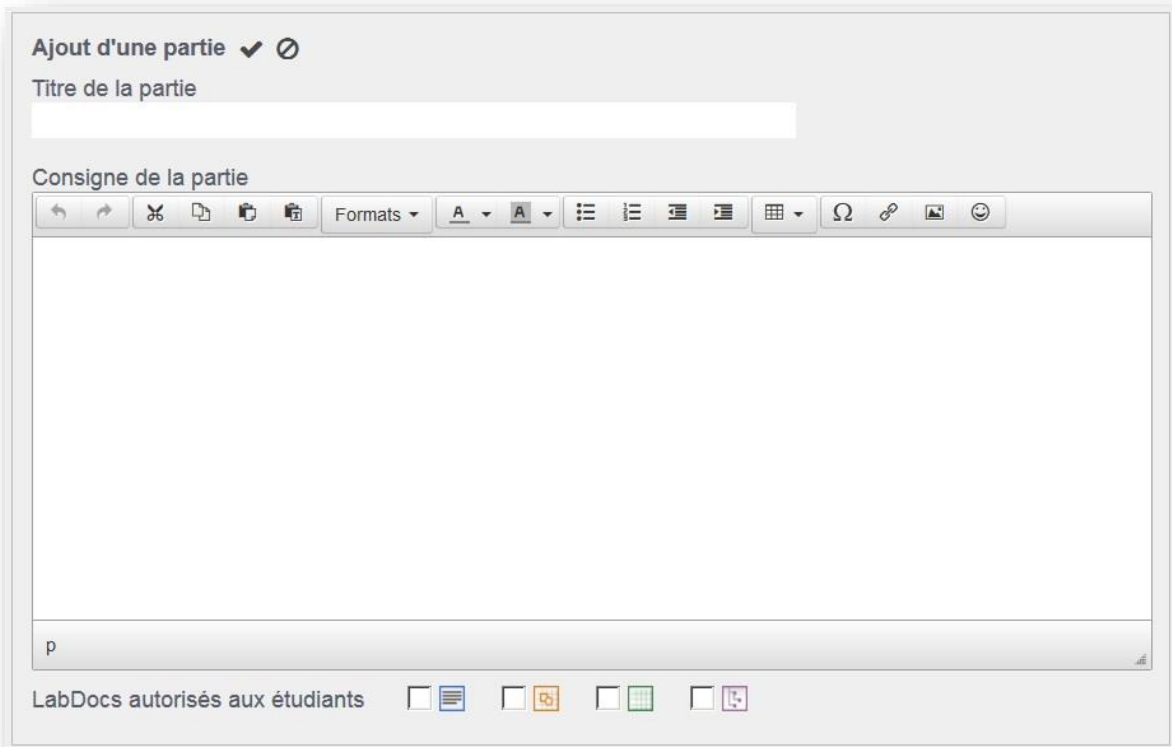 Ajout d'une partie
Titre de la partie
Consigne de la partie
Formats A A Ω
p
LabDocs autorisés aux étudiants